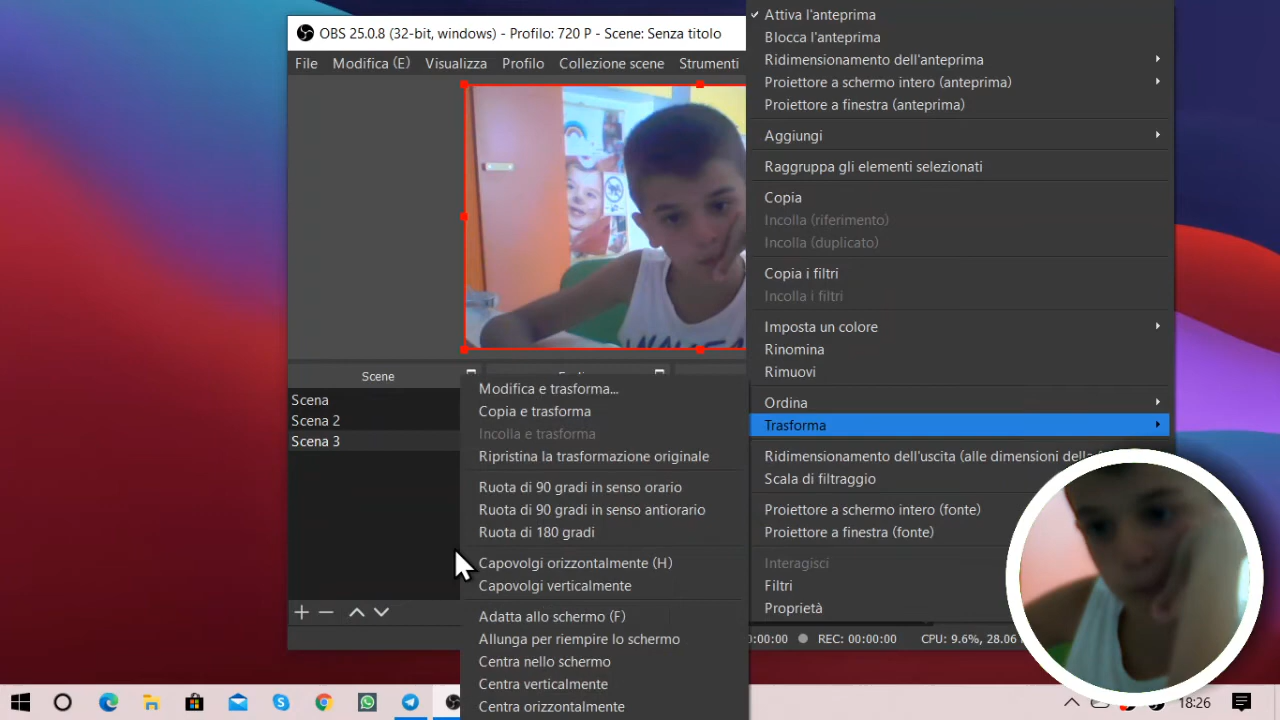 OBS 25.0.8 (32-bit, windows) - Profilo: 720 P - Scene: Senza titolo
File Modifica (E) Visualizza Profilo Collezione scene Strumenti
Attiva l'anteprima
Blocca l'anteprima
Ridimensionamento dell'anteprima
Proiettore a schermo intero (anteprima)
Proiettore a finestra (anteprima)
Aggiungi
Raggruppa gli elementi selezionati
Copia
Incolla (riferimento)
Incolla (duplicato)
Copia i filtri
Incolla i filtri
Imposta un colore
Rinomina
Rimuovi
Ordina
Trasforma
Ridimensionamento dell'uscita (alle dimensioni della
Scala di filtraggio
Proiettore a schermo intero (fonte)
Proiettore a finestra (fonte)
Interagisci
Filtri
Proprietà
Scene
Scena
Scena 2
Scena 3
Modifica e trasforma...
Copia e trasforma
Incolla e trasforma
Ripristina la trasformazione originale
Ruota di 90 gradi in senso orario
Ruota di 90 gradi in senso antiorario
Ruota di 180 gradi
Capovolgi orizzontalmente (H)
Capovolgi verticalmente
Adatta allo schermo (F)
Allunga per riempire lo schermo
Centra nello schermo
Centra verticalmente
Centra orizzontalmente
00:00:00 REC: 00:00:00 CPU: 9.6%, 28.06
18:26